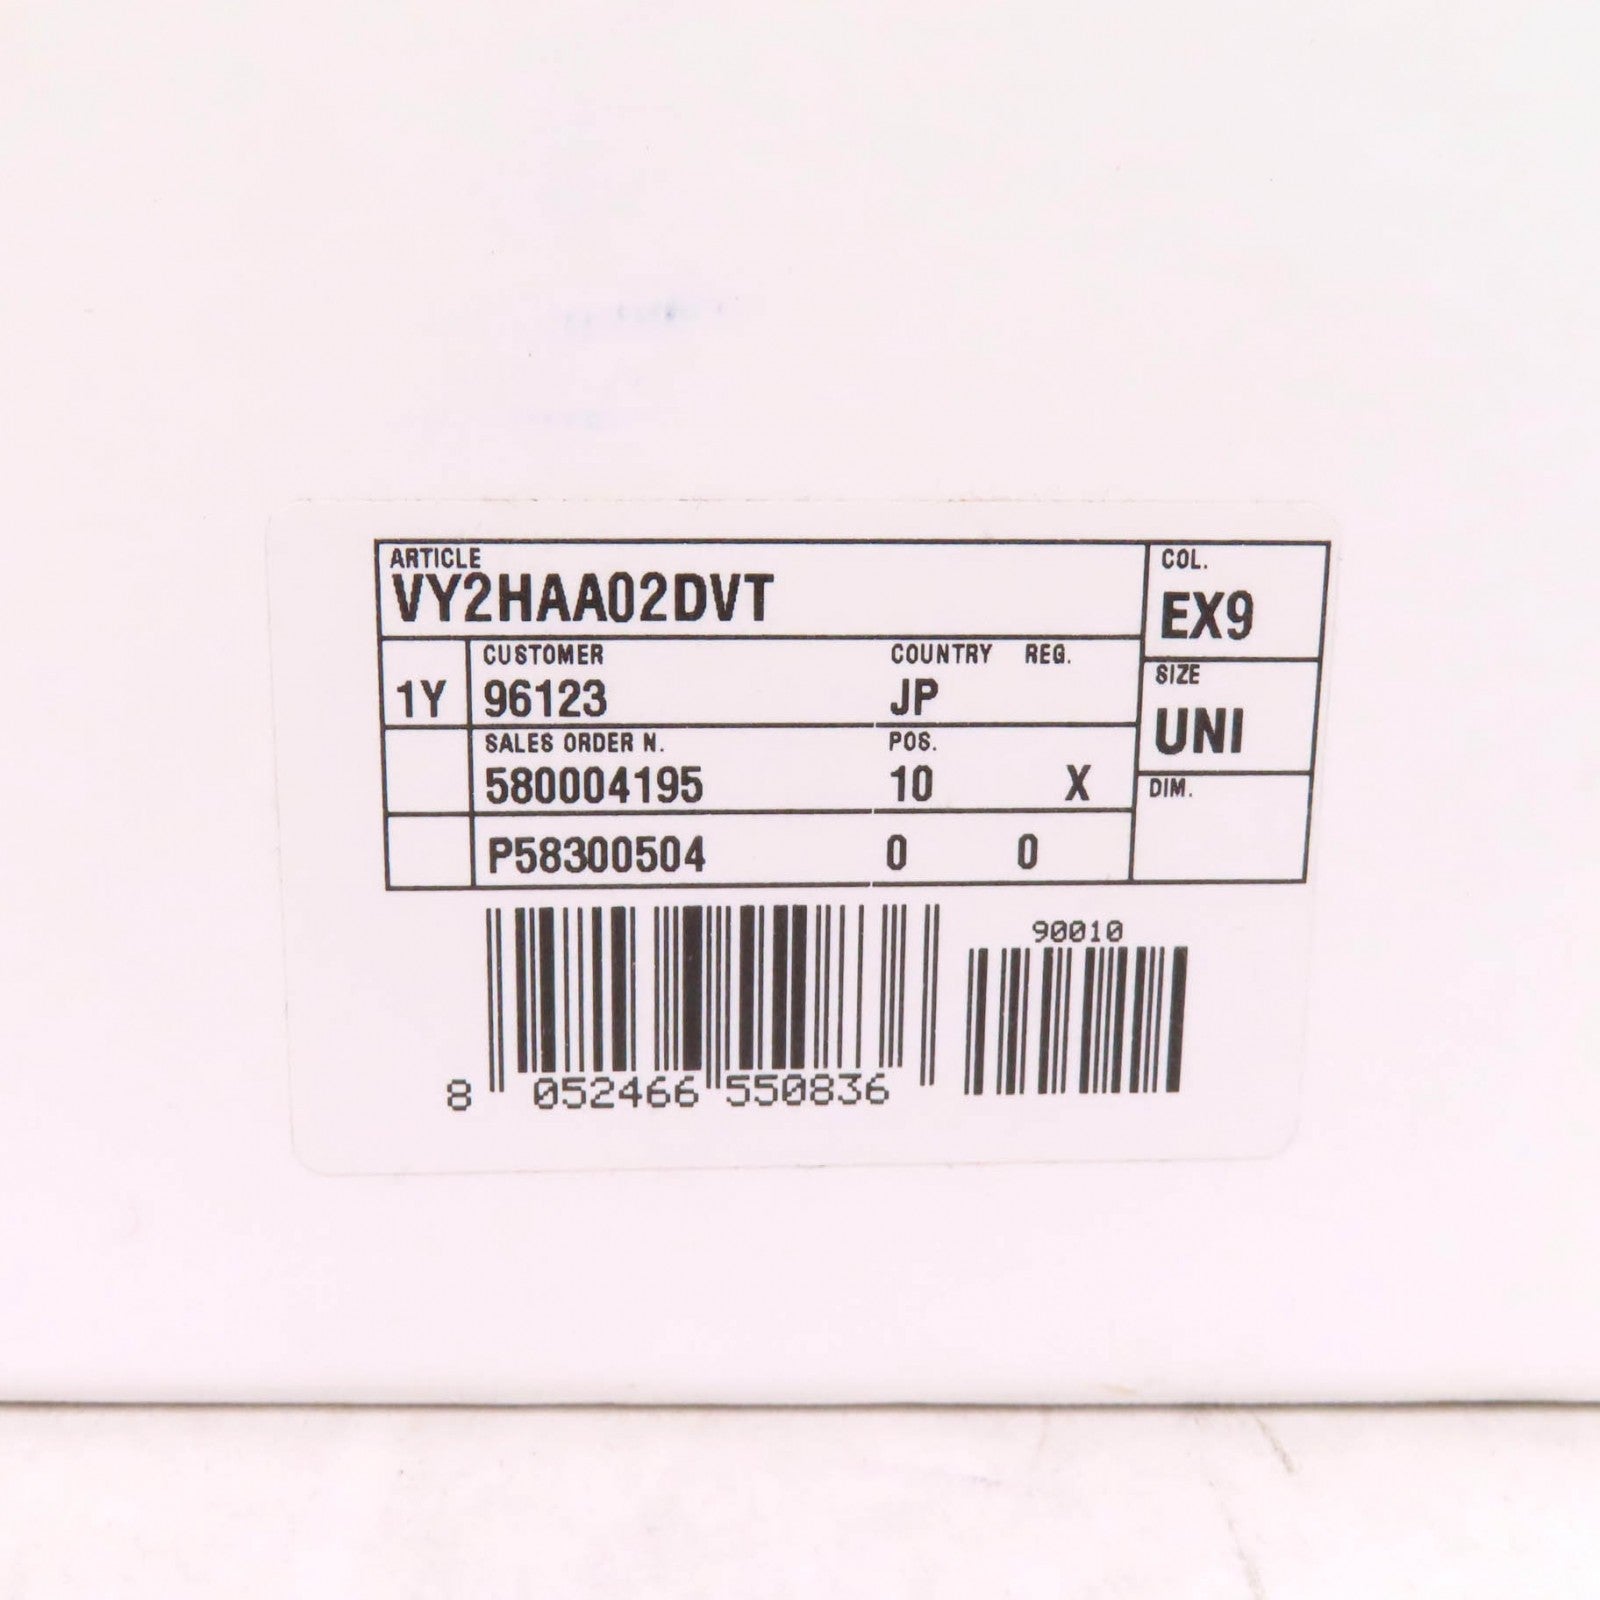 ARTICLE COL.
VY2HAA02DVT EX9
CUSTOMER COUNTRY REG. SIZE
1Y 96123 JP UNI
SALES ORDER N. POS. DIM.
580004195 10 X
P58300504 0 0
90010
8 052466 550836